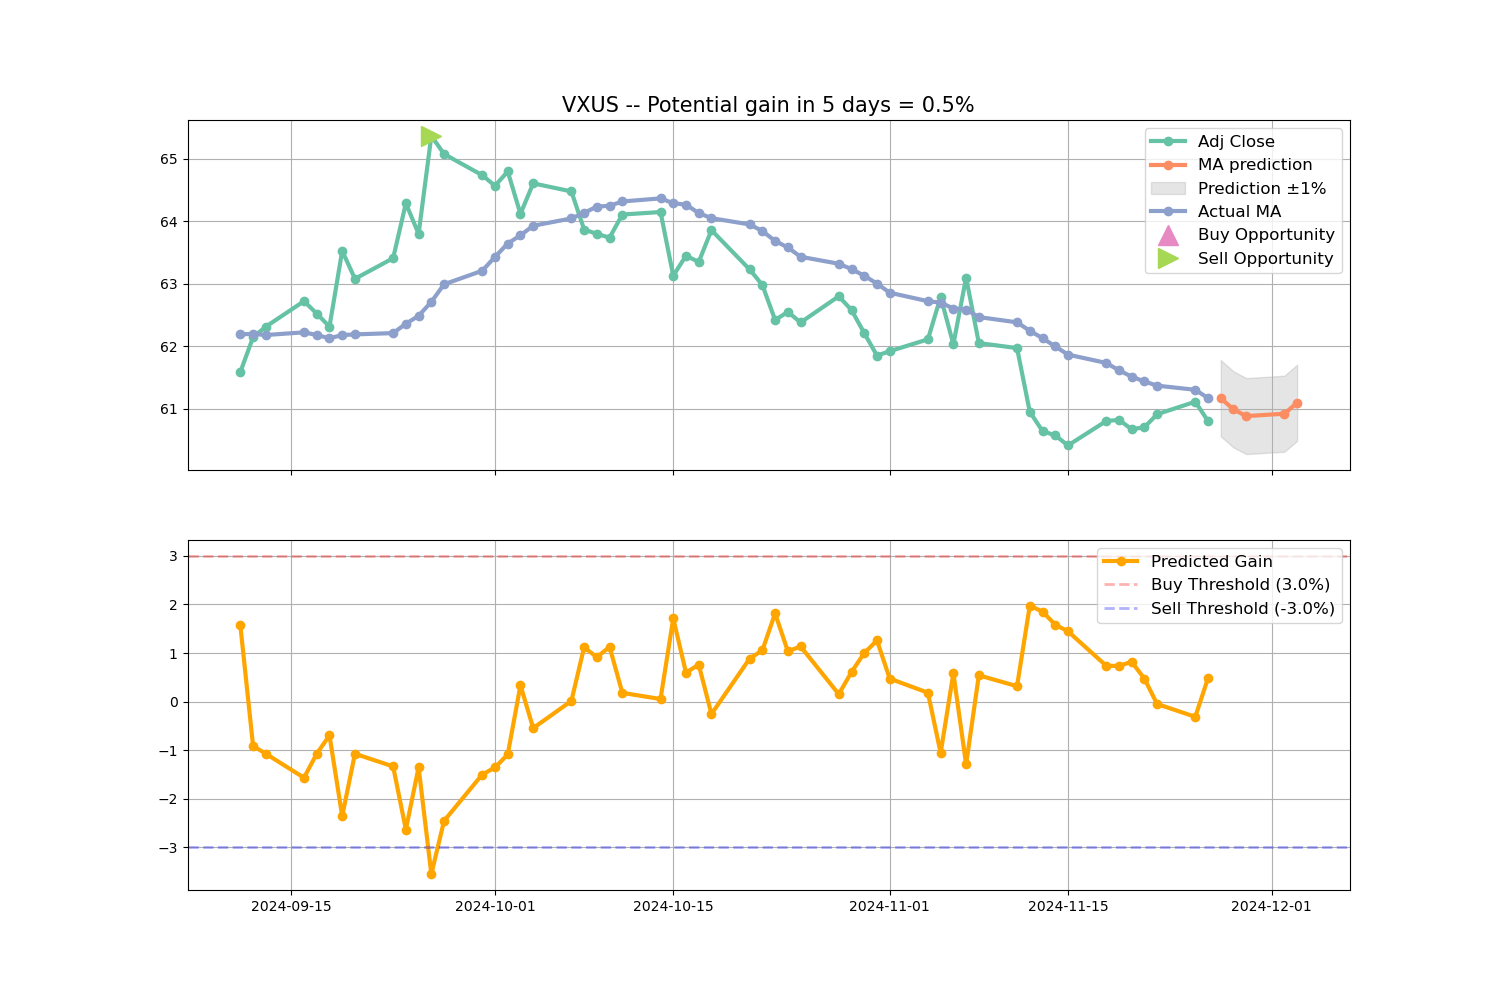 VXUS -- Potential gain in 5 days = 0.5%
65
64
63
62
61
Adj Close
MA prediction
Prediction ±1%
Actual MA
Buy Opportunity
Sell Opportunity
3
2
1
0
−1
−2
−3
Predicted Gain
Buy Threshold (3.0%)
Sell Threshold (-3.0%)
2024-09-15
2024-10-01
2024-10-15
2024-11-01
2024-11-15
2024-12-01